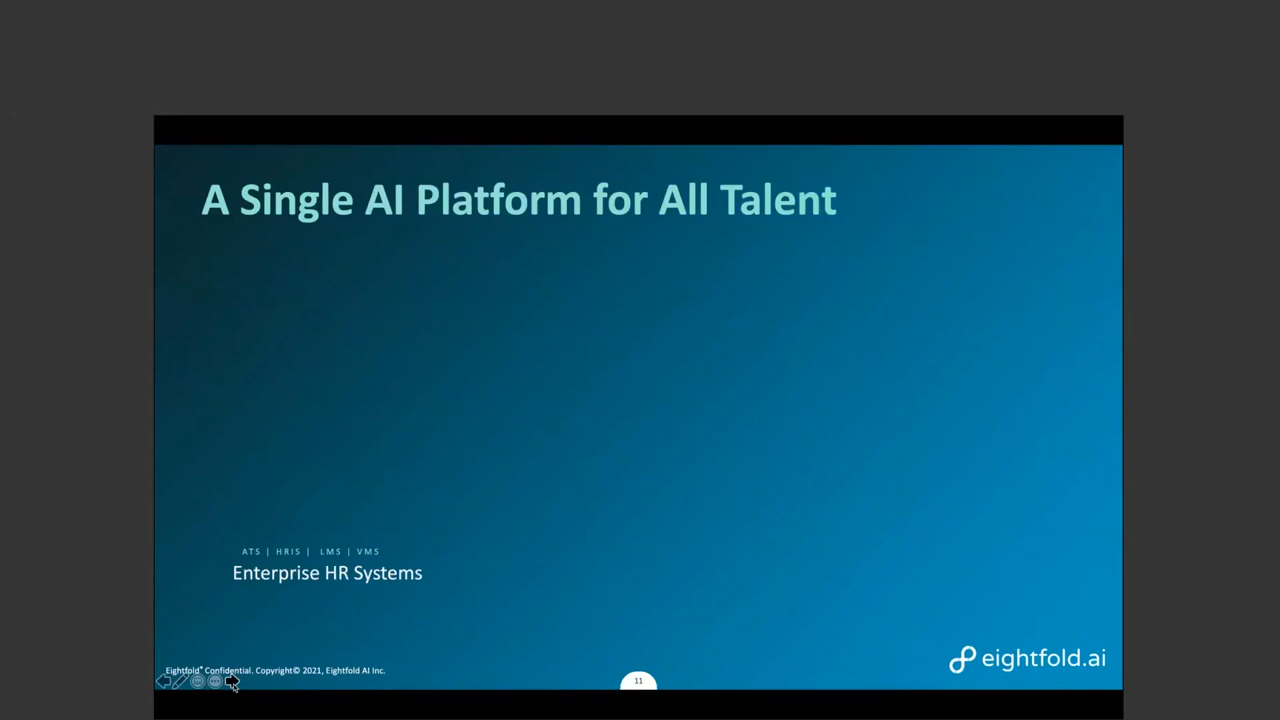 A Single AI Platform for All Talent
ATS | HRIS | LMS | VMS
Enterprise HR Systems
Eightfold® Confidential. Copyright© 2021, Eightfold AI Inc.
11
eightfold.ai